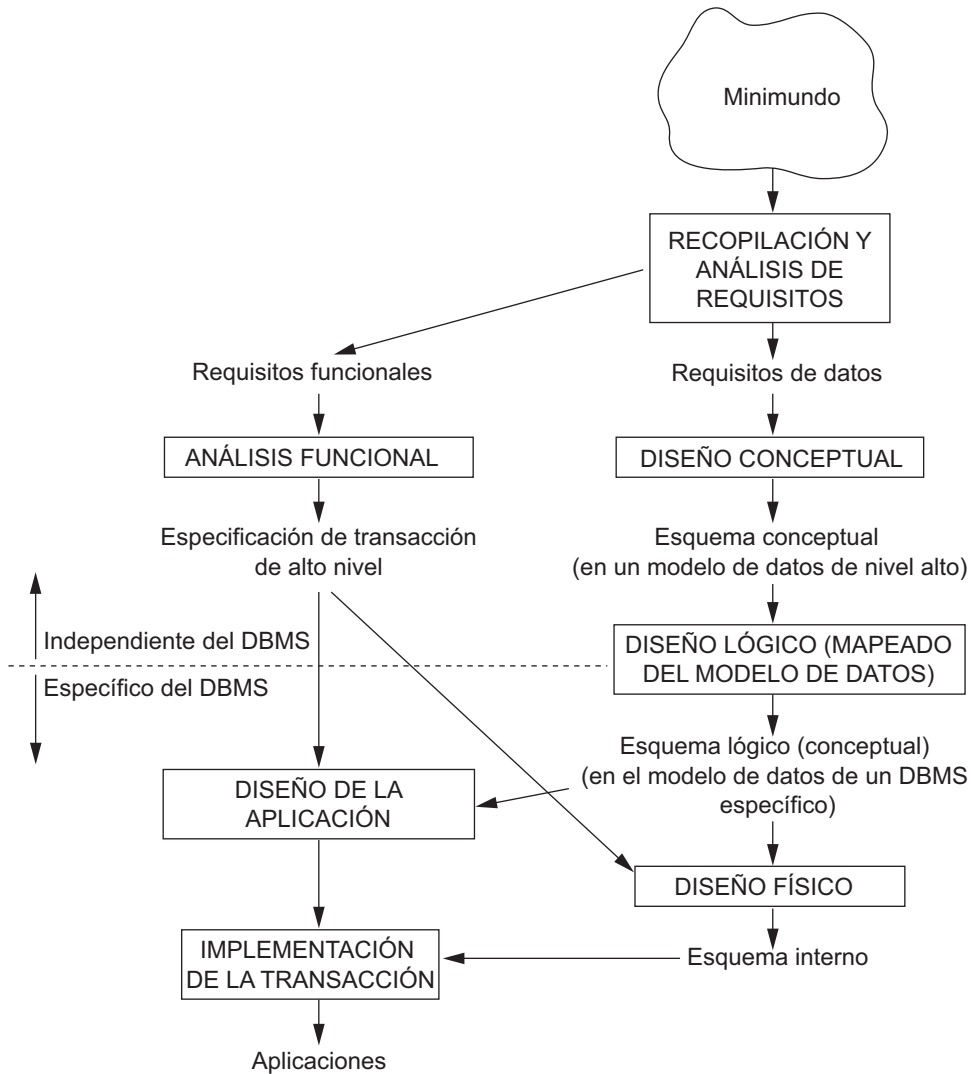 Minimundo
RECOPILACIÓN Y
ANÁLISIS DE
REQUISITOS
Requisitos funcionales
Requisitos de datos
ANÁLISIS FUNCIONAL
DISEÑO CONCEPTUAL
Especificación de transacción
de alto nivel
Esquema conceptual
(en un modelo de datos de nivel alto)
Independiente del DBMS
Específico del DBMS
DISEÑO LÓGICO (MAPEADO
DEL MODELO DE DATOS)
Esquema lógico (conceptual)
(en el modelo de datos de un DBMS
específico)
DISEÑO DE LA
APLICACIÓN
DISEÑO FÍSICO
IMPLEMENTACIÓN
DE LA TRANSACCIÓN
Esquema interno
Aplicaciones